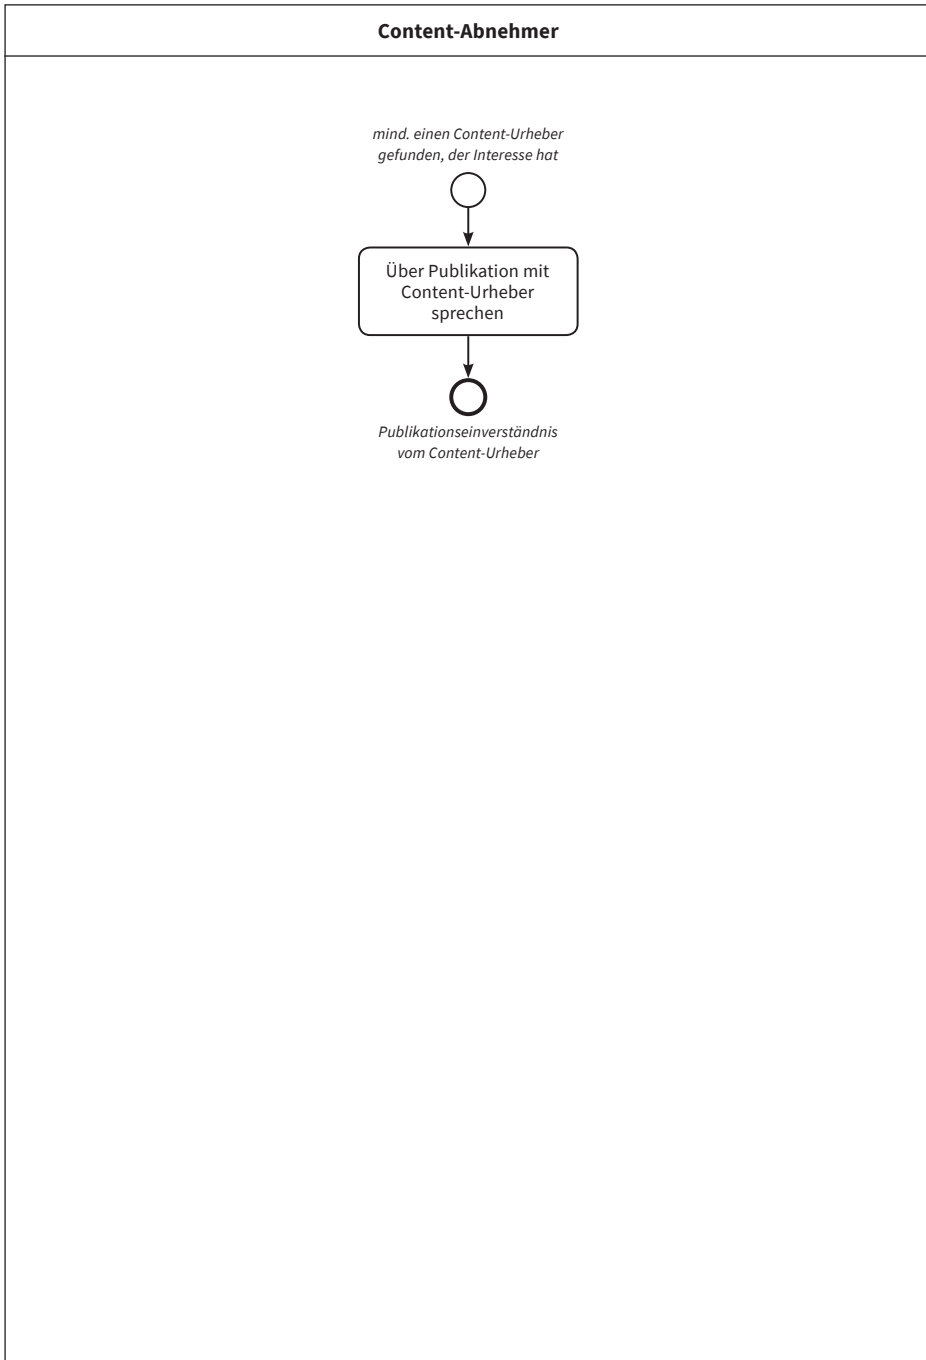 Content-Abnehmer
mind. einen Content-Urheber
gefunden, der Interesse hat
Über Publikation mit
Content-Urheber
sprechen
Publikationseinverständnis
vom Content-Urheber